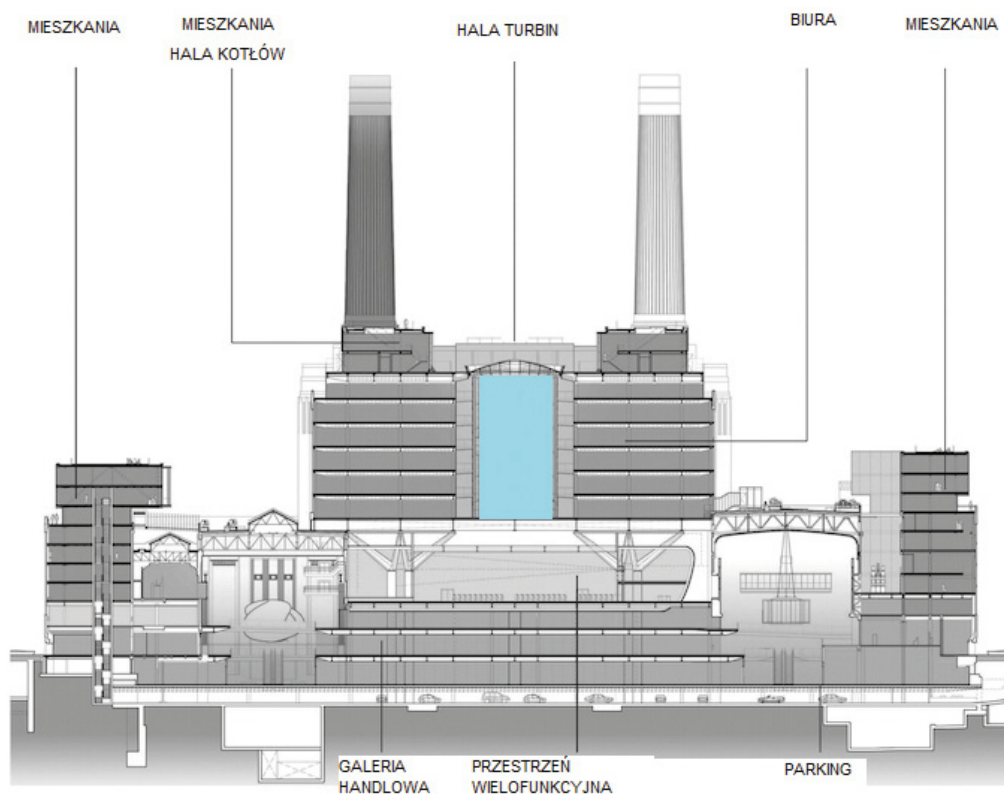 MIESZKANIA
MIESZKANIA
HALA KOTŁÓW
HALA TURBIN
BIURA
MIESZKANIA
GALERIA
HANDLOWA
PRZESTRZEŃ
WIELOFUNKCYJNA
PARKING